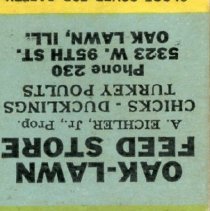 OAK-LAWN
FEED STORE
A. EICHLER, Jr., Prop.
CHICKS - DUCKLINGS
TURKEY POULTS
Phone 230
5323 W. 95TH ST.
OAK LAWN, ILL.